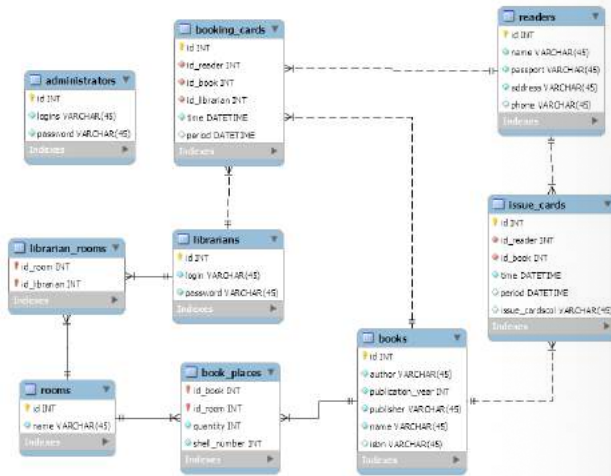 booking_cards
id INT
id_reader INT
id_book INT
id_librarian INT
time DATETIME
period DATETIME
Indexes
readers
id INT
name VARCHAR(45)
passport VARCHAR(45)
address VARCHAR(45)
phone VARCHAR(45)
Indexes
administrators
id INT
logins VARCHAR(45)
password VARCHAR(45)
Indexes
issue_cards
id INT
id_reader INT
id_book INT
time DATETIME
period DATETIME
issue_cardscol VARCHAR(45)
Indexes
librarian_rooms
id_room INT
id_librarian INT
Indexes
librarians
id INT
login VARCHAR(45)
password VARCHAR(45)
Indexes
books
id INT
author VARCHAR(45)
publication_year INT
publisher VARCHAR(45)
name VARCHAR(45)
isbn VARCHAR(45)
Indexes
book_places
id_book INT
id_room INT
quantity INT
shell_number INT
Indexes
rooms
id INT
name VARCHAR(45)
Indexes